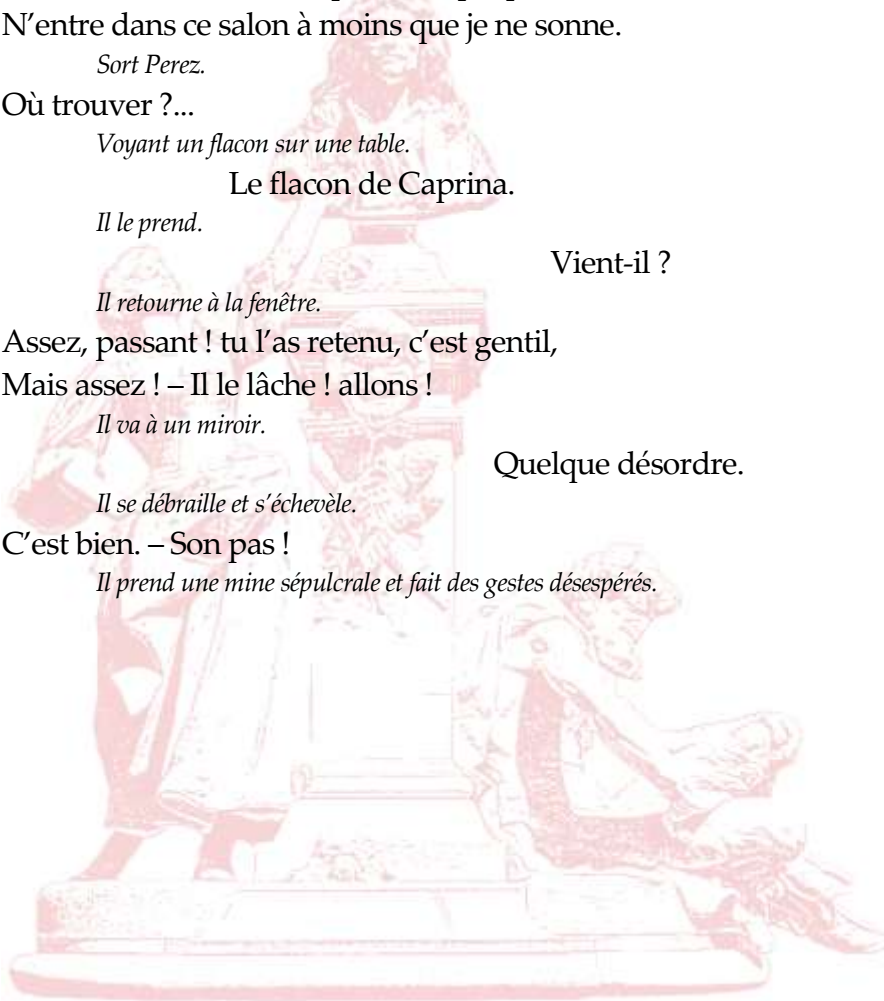 N’entre dans ce salon à moins que je ne sonne.
Sort Perez.
Où trouver ?...
Voyant un flacon sur une table.
Le flacon de Caprina.
Il le prend.
Vient-il ?
Il retourne à la fenêtre.
Assez, passant ! tu l’as retenu, c’est gentil,
Mais assez ! – Il le lâche ! allons !
Il va à un miroir.
Quelque désordre.
Il se débraille et s’échevèle.
C’est bien. – Son pas !
Il prend une mine sépulcrale et fait des gestes désespérés.